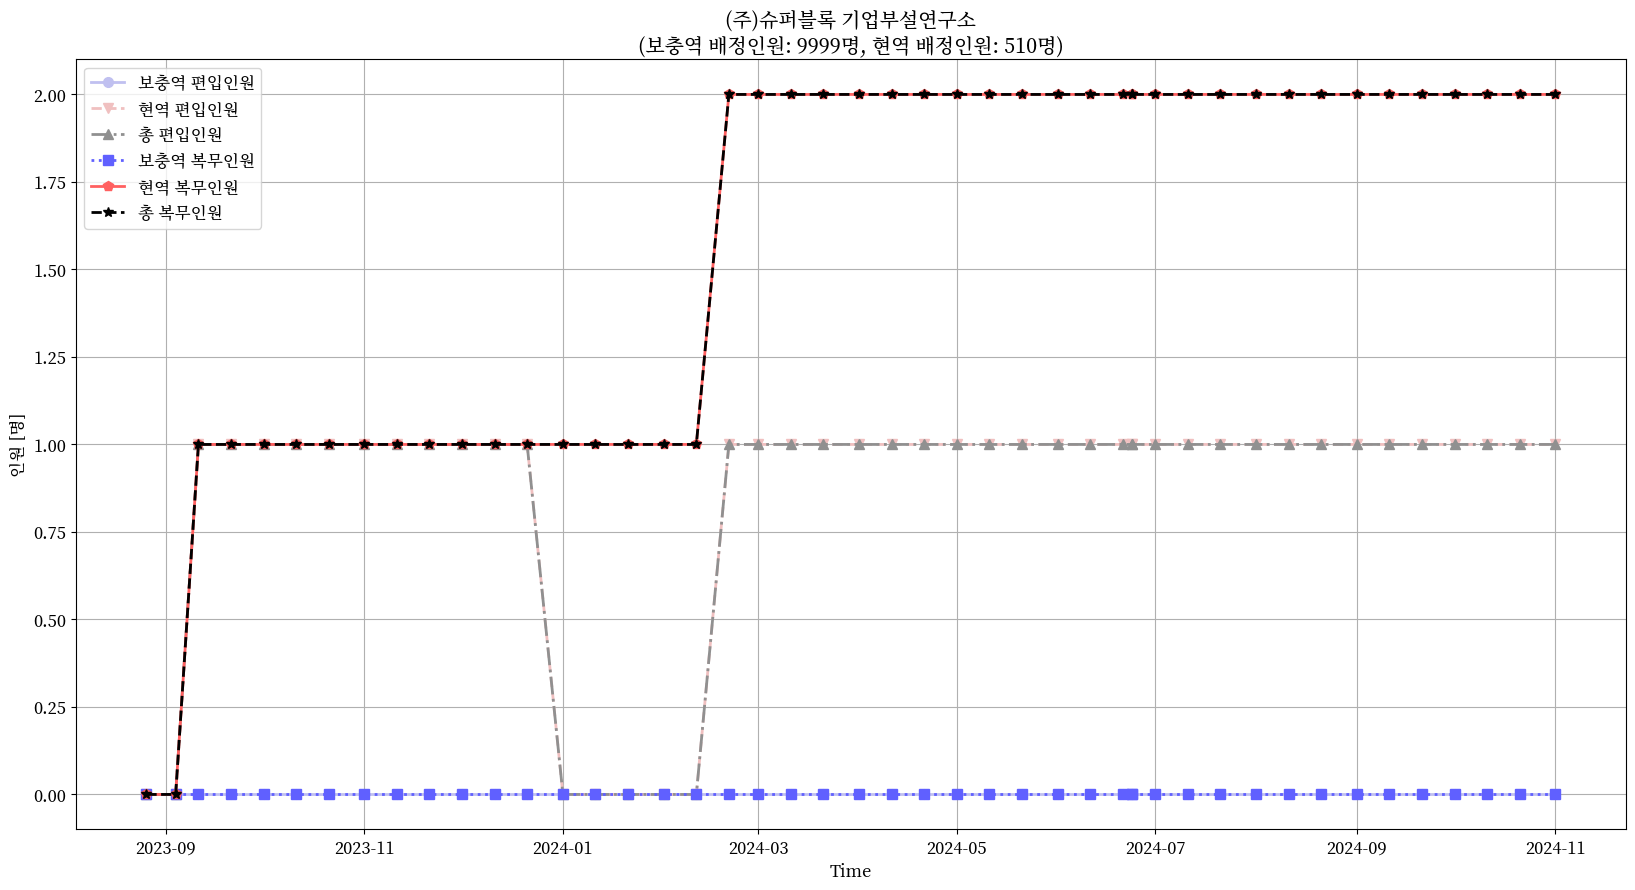 (주)슈퍼블록 기업부설연구소
(보충역 배정인원: 9999명, 현역 배정인원: 510명)
보충역 편입인원
현역 편입인원
총 편입인원
보충역 복무인원
현역 복무인원
총 복무인원
2.00
1.75
1.50
1.25
1.00
0.75
0.50
0.25
0.00
인원 [명]
2023-09
2023-11
2024-01
2024-03
2024-05
2024-07
2024-09
2024-11
Time